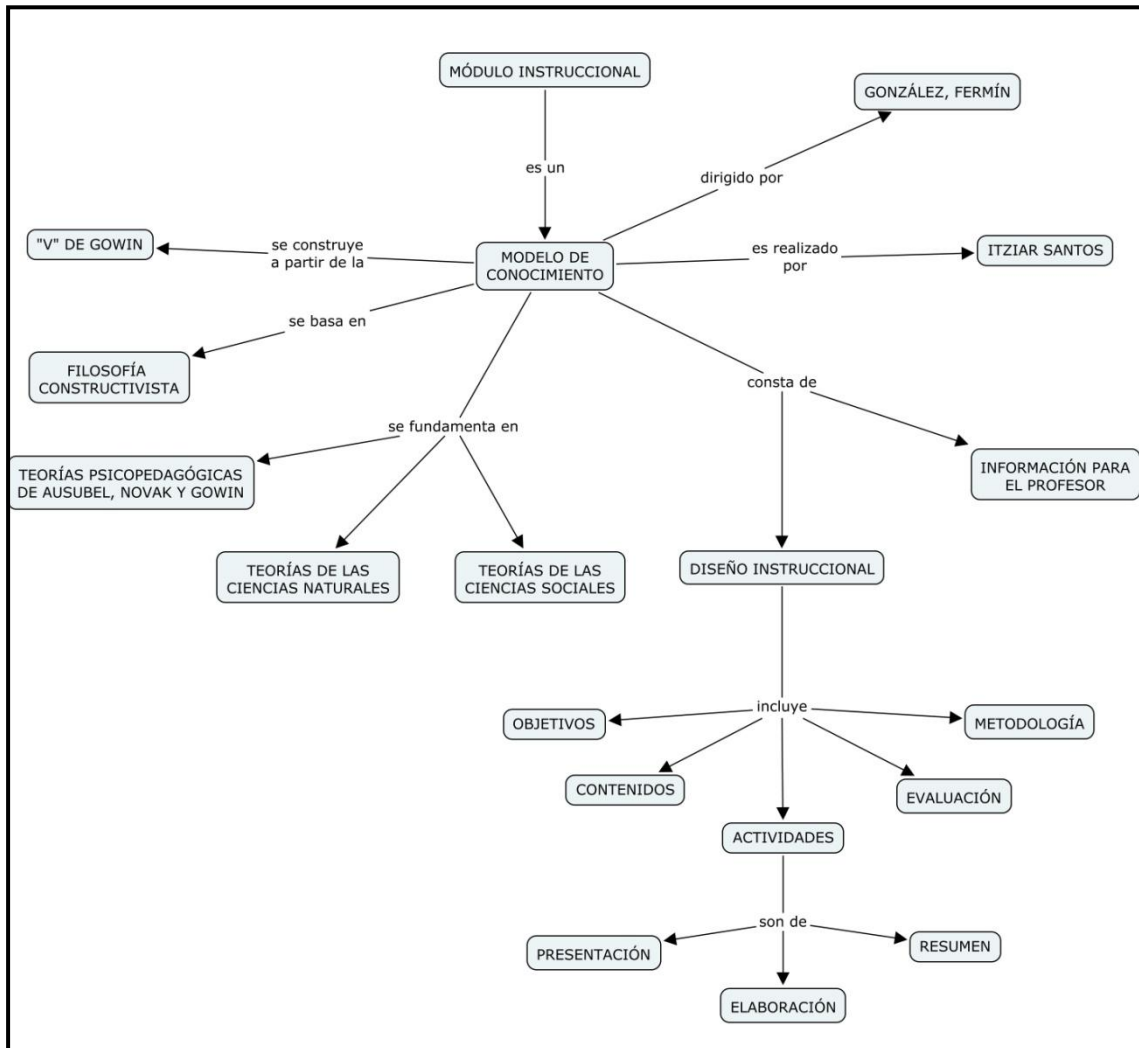 MÓDULO INSTRUCCIONAL
GONZÁLEZ, FERMÍN
es un
dirigido por
"V" DE GOWIN
se construye
a partir de la
MODELO DE
CONOCIMIENTO
es realizado
por
ITZIAR SANTOS
se basa en
FILOSOFÍA
CONSTRUCTIVISTA
consta de
se fundamenta en
TEORÍAS PSICOPEDAGÓGICAS
DE AUSUBEL, NOVAK Y GOWIN
INFORMACIÓN PARA
EL PROFESOR
TEORÍAS DE LAS
CIENCIAS NATURALES
TEORÍAS DE LAS
CIENCIAS SOCIALES
DISEÑO INSTRUCCIONAL
incluye
OBJETIVOS
METODOLOGÍA
CONTENIDOS
EVALUACIÓN
ACTIVIDADES
son de
PRESENTACIÓN
RESUMEN
ELABORACIÓN